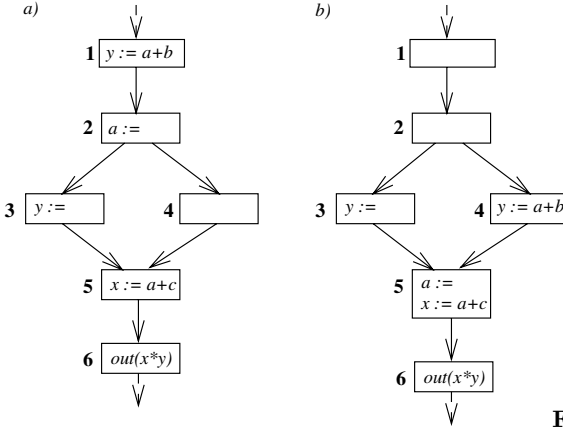 a)
1 y := a+b
2 a :=
3 y :=
4
5 x := a+c
6 out(x*y)
b)
1
2
3 y :=
4 y := a+b
5 a :=
x := a+c
6 out(x*y)